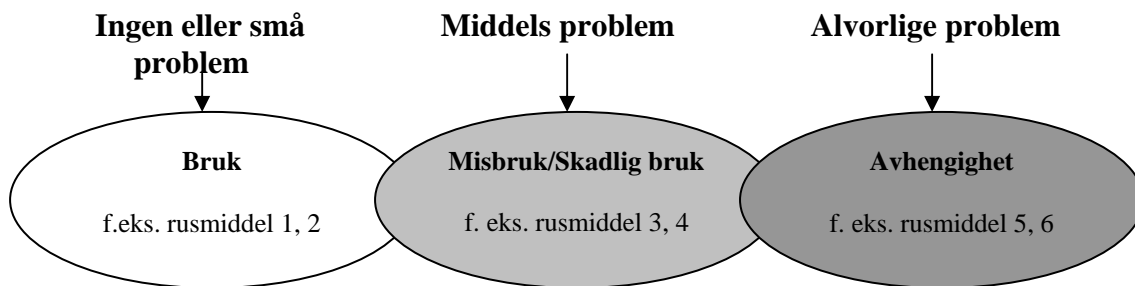 Ingen eller små
problem
Middels problem
Alvorlige problem
Bruk
f.eks. rusmiddel 1, 2
Misbruk/Skadlig bruk
f. eks. rusmiddel 3, 4
Avhengighet
f. eks. rusmiddel 5, 6